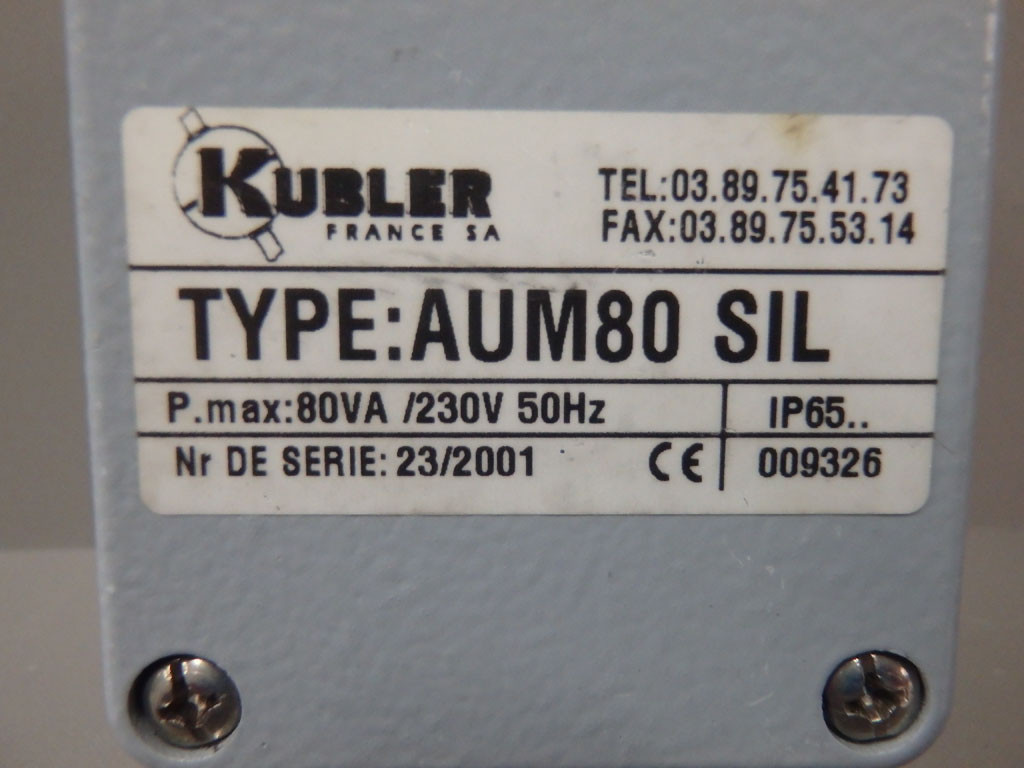 KUBLER
FRANCE SA
TEL:03.89.75.41.73
FAX:03.89.75.53.14
TYPE:AUM80 SIL
P.max:80VA /230V 50Hz IP65..
Nr DE SERIE: 23/2001 CE 009326